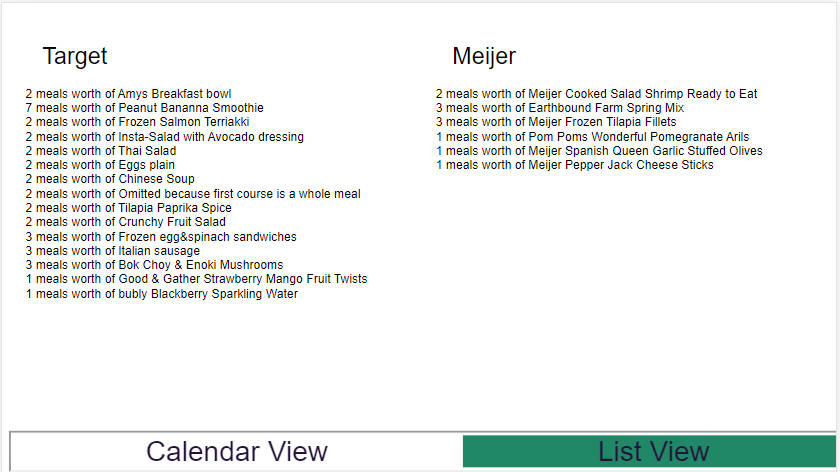 Target
2 meals worth of Amys Breakfast bowl
7 meals worth of Peanut Bananna Smoothie
2 meals worth of Frozen Salmon Terriakki
2 meals worth of Insta-Salad with Avocado dressing
2 meals worth of Thai Salad
2 meals worth of Eggs plain
2 meals worth of Chinese Soup
2 meals worth of Omitted because first course is a whole meal
2 meals worth of Tilapia Paprika Spice
2 meals worth of Crunchy Fruit Salad
3 meals worth of Frozen egg&spinach sandwiches
3 meals worth of Italian sausage
3 meals worth of Bok Choy & Enoki Mushrooms
1 meals worth of Good & Gather Strawberry Mango Fruit Twists
1 meals worth of bubly Blackberry Sparkling Water
Meijer
2 meals worth of Meijer Cooked Salad Shrimp Ready to Eat
3 meals worth of Earthbound Farm Spring Mix
3 meals worth of Meijer Frozen Tilapia Fillets
1 meals worth of Pom Poms Wonderful Pomegranate Arils
1 meals worth of Meijer Spanish Queen Garlic Stuffed Olives
1 meals worth of Meijer Pepper Jack Cheese Sticks
Calendar View
List View